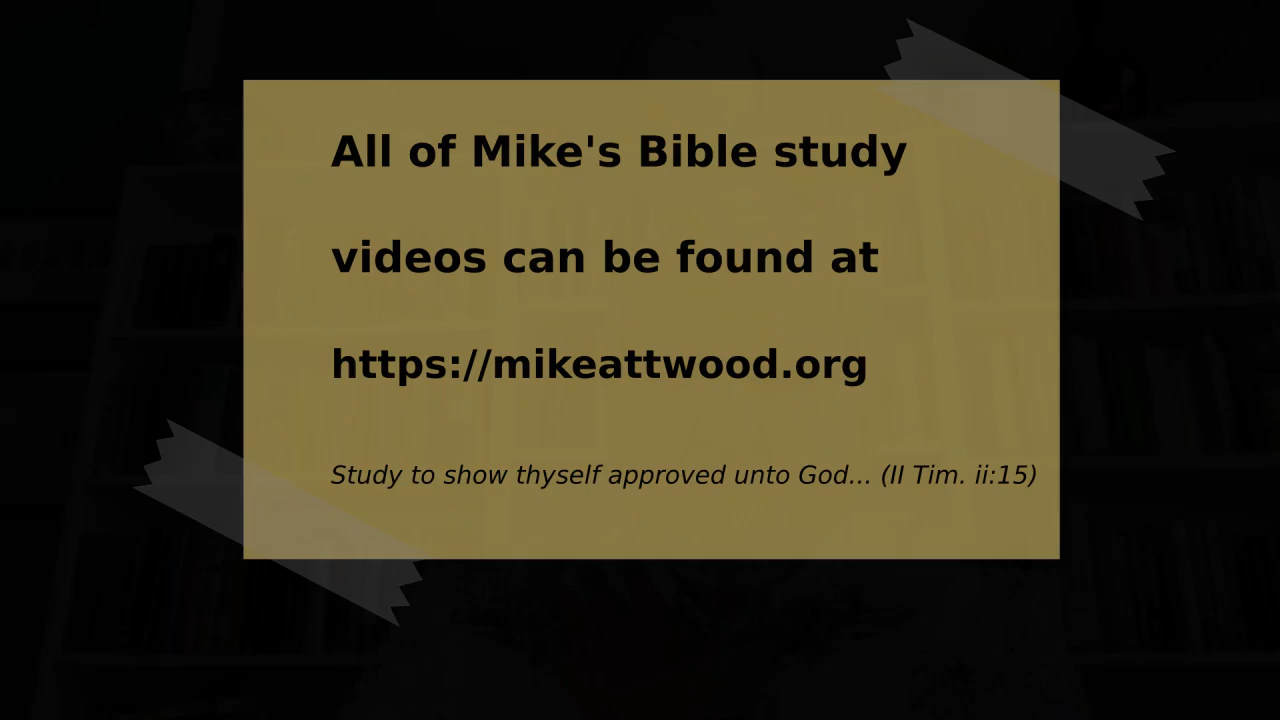 All of Mike's Bible study
videos can be found at
https://mikeattwood.org
Study to show thyself approved unto God... (II Tim. ii:15)